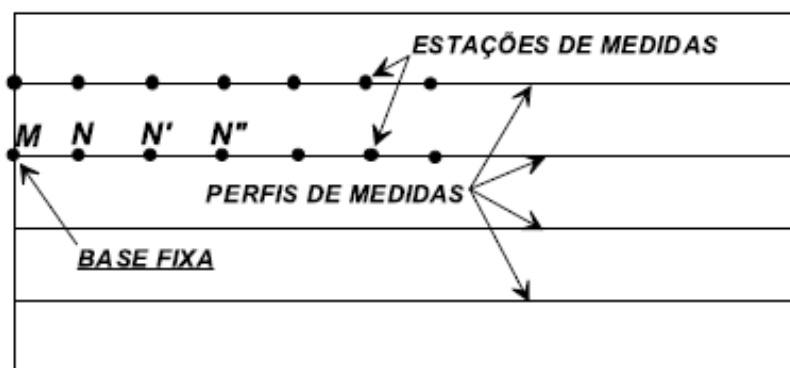 ESTAÇÕES DE MEDIDAS
M N N' N"
PERFIS DE MEDIDAS
BASE FIXA